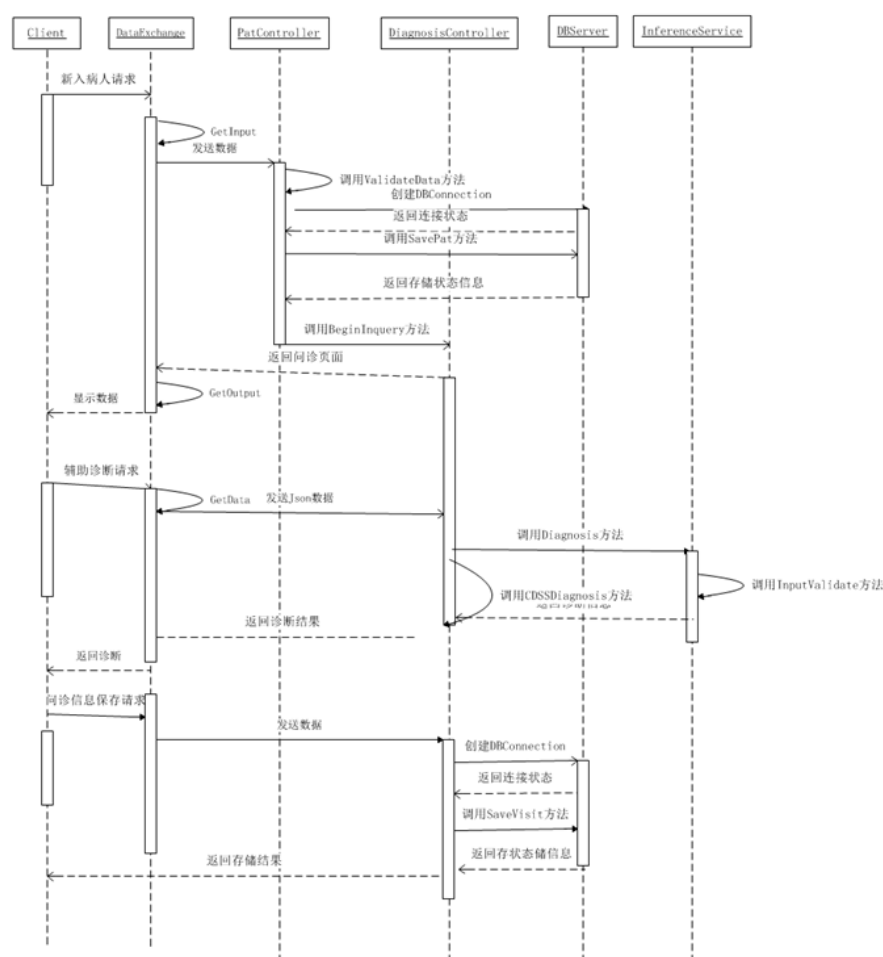 Client
DataExchange
PatController
DiagnosisController
DBServer
InferenceService
新入病人请求
GetInput
发送数据
调用ValidateData方法
创建DBConnection
返回连接状态
调用SavePat方法
返回存储状态信息
调用BeginInquery方法
返回问诊页面
GetOutput
显示数据
辅助诊断请求
GetData
发送Json数据
调用Diagnosis方法
调用InputValidate方法
调用CDSSDiagnosis方法
返回诊断结果
返回诊断
问诊信息保存请求
发送数据
创建DBConnection
返回连接状态
调用SaveVisit方法
返回存状态储信息
返回存储结果